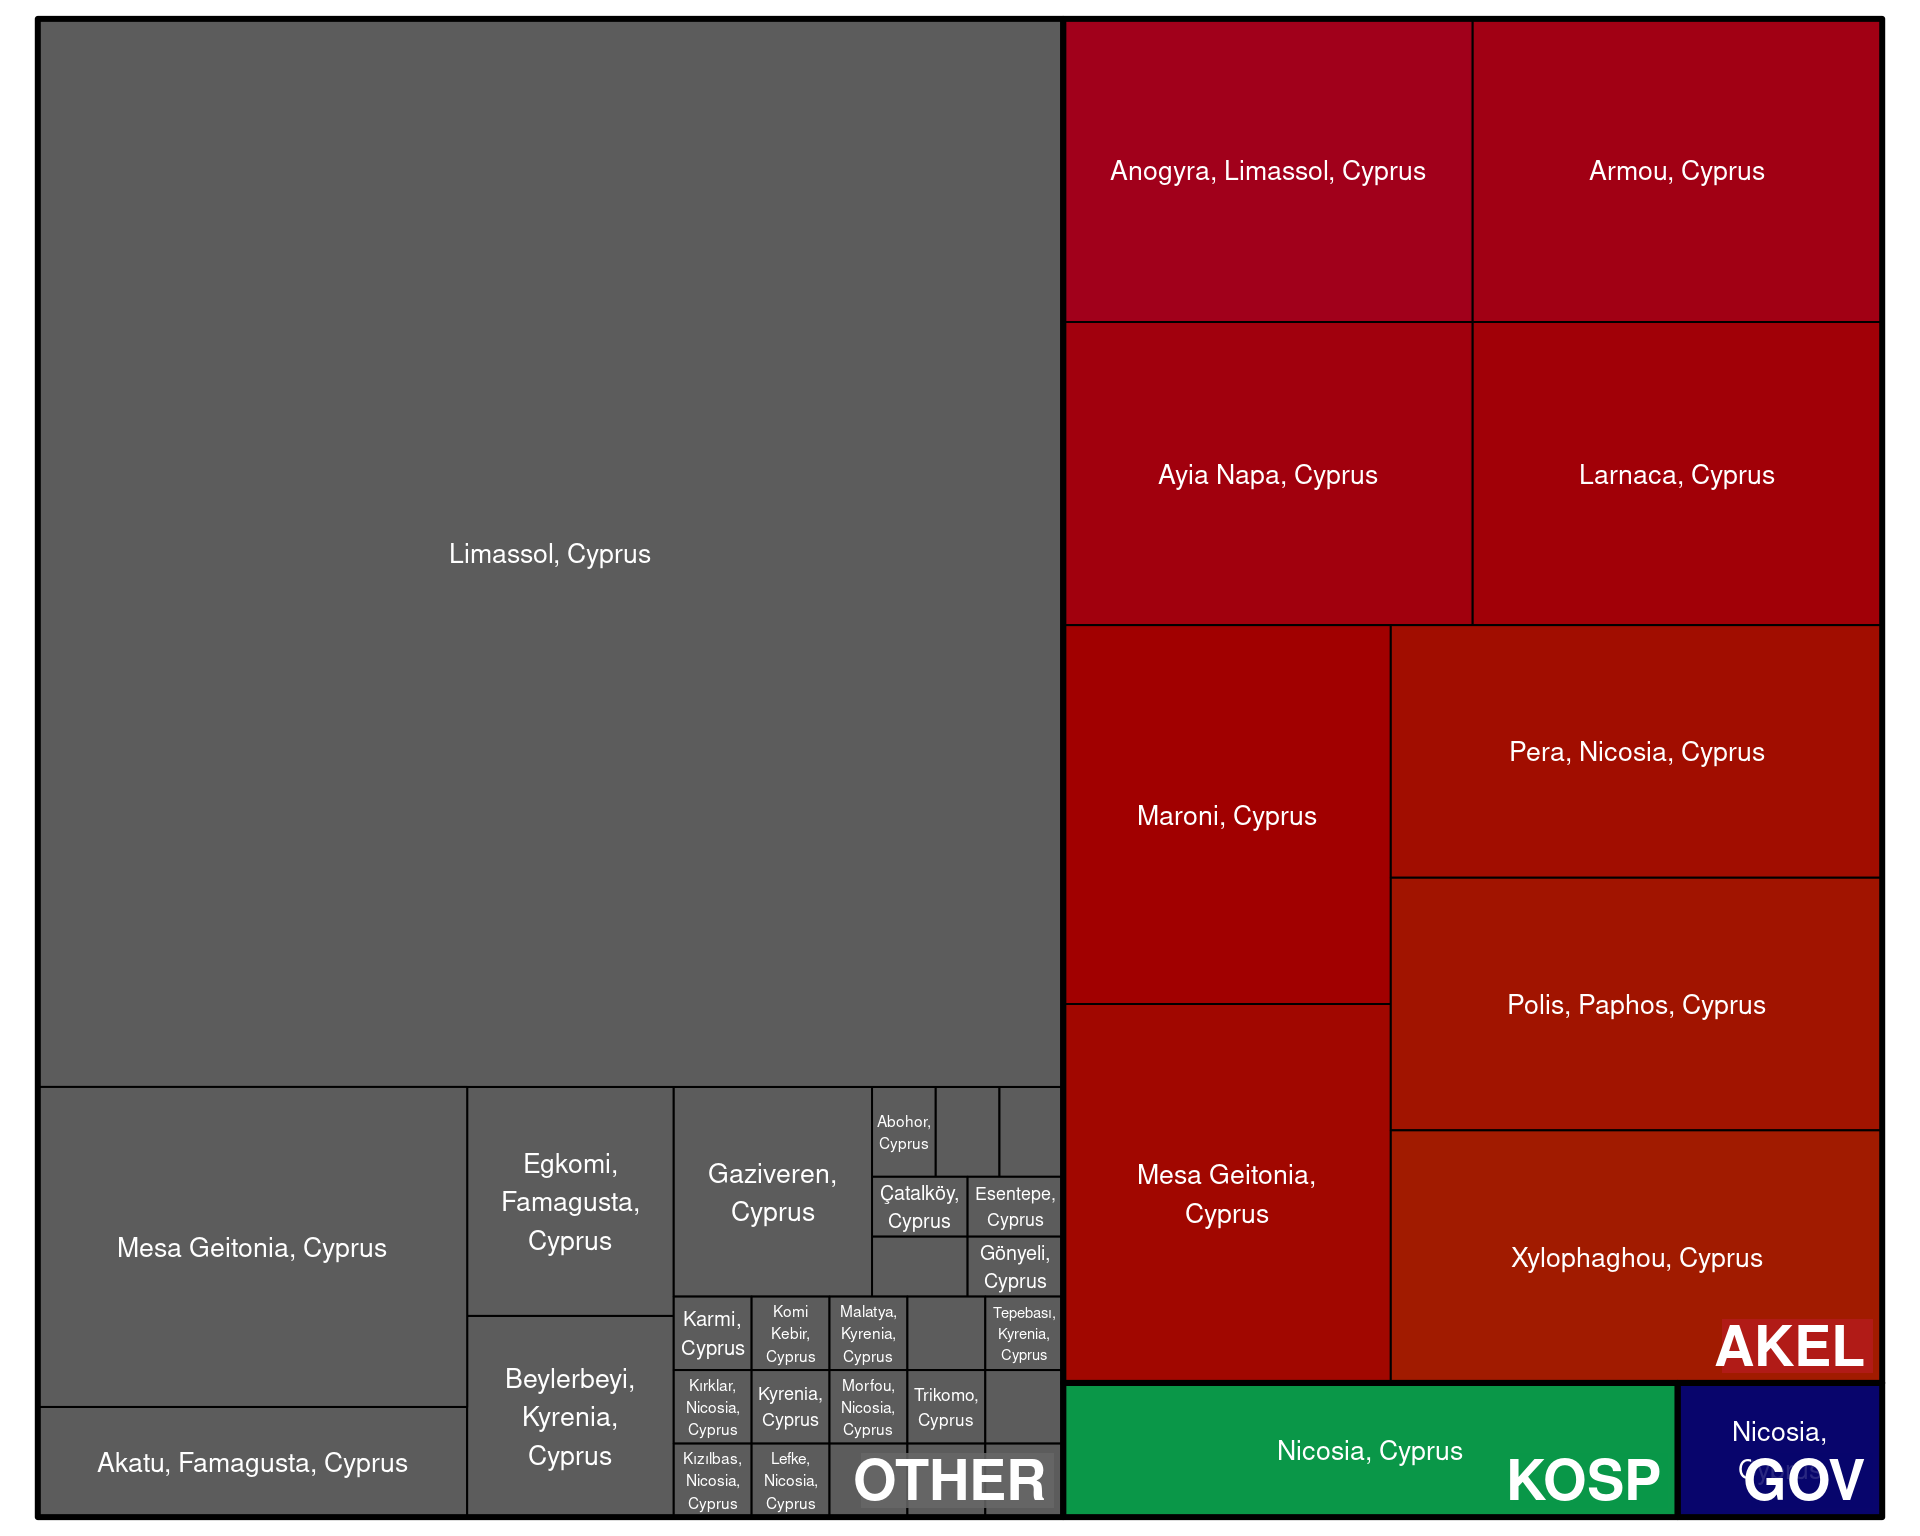 Limassol, Cyprus
Mesa Geitonia, Cyprus
Akatu, Famagusta, Cyprus
Egkomi,
Famagusta,
Cyprus
Beylerbeyi,
Kyrenia,
Cyprus
Gaziveren,
Cyprus
Abohor,
Cyprus
Çatalköy,
Cyprus
Esentepe,
Cyprus
Gönyeli,
Cyprus
Karmi,
Cyprus
Komi
Kebir,
Cyprus
Malatya,
Kyrenia,
Cyprus
Tepebası,
Kyrenia,
Cyprus
Kırklar,
Nicosia,
Cyprus
Kyrenia,
Cyprus
Morfou,
Nicosia,
Cyprus
Trikomo,
Cyprus
Kızılbas,
Nicosia,
Cyprus
Lefke,
Nicosia,
Cyprus
OTHER
Anogyra, Limassol, Cyprus
Armou, Cyprus
Ayia Napa, Cyprus
Larnaca, Cyprus
Maroni, Cyprus
Pera, Nicosia, Cyprus
Polis, Paphos, Cyprus
Mesa Geitonia,
Cyprus
Xylophaghou, Cyprus
AKEL
Nicosia, Cyprus
KOSP
Nicosia,
GOV